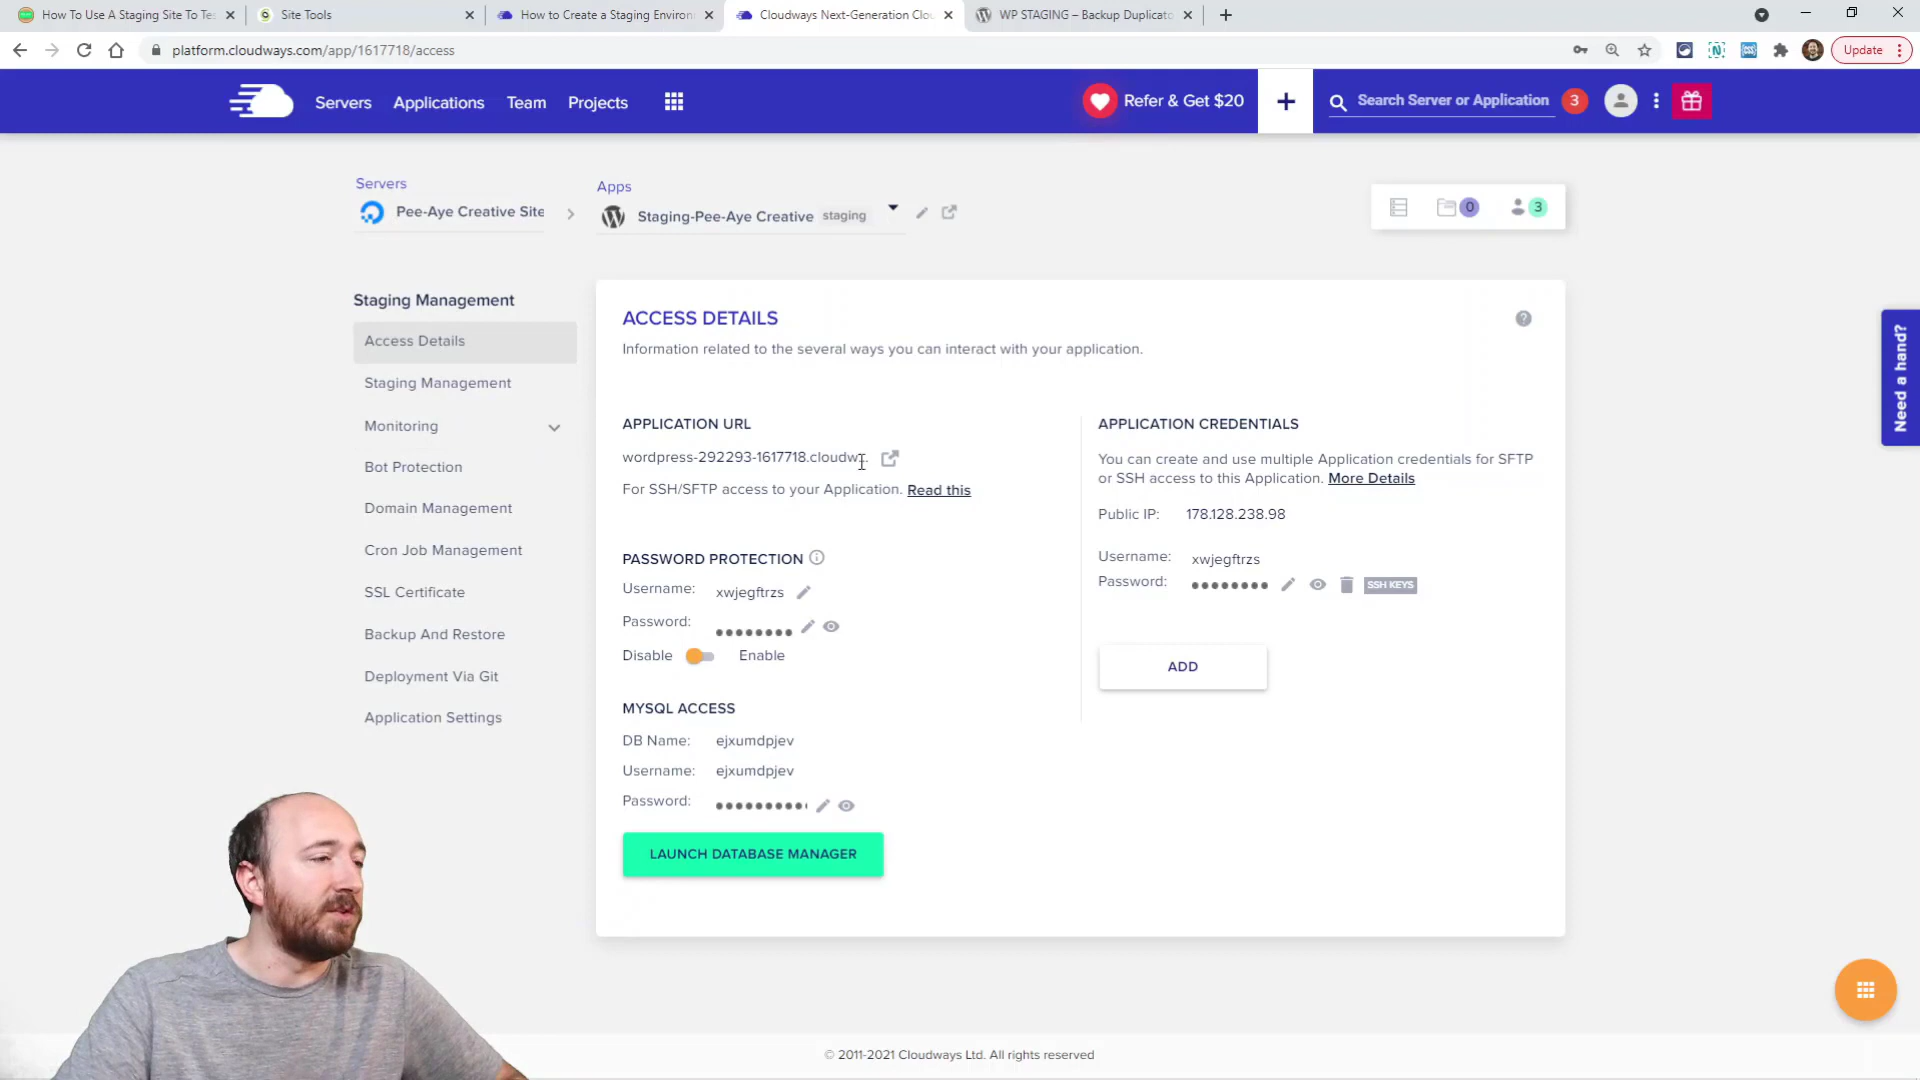 How To Use A Staging Site To Te
Site Tools
How to Create a Staging Environ
Cloudways Next-Generation Clou
WP STAGING – Backup Duplicato
platform.cloudways.com/app/1617718/access
Update
Servers
Applications
Team
Projects
Refer & Get $20
+
Search Server or Application
3
Servers
Pee-Aye Creative Site
Apps
Staging-Pee-Aye Creative
staging
0
3
Staging Management
Access Details
Staging Management
Monitoring
Bot Protection
Domain Management
Cron Job Management
SSL Certificate
Backup And Restore
Deployment Via Git
Application Settings
ACCESS DETAILS
Information related to the several ways you can interact with your application.
APPLICATION URL
wordpress-292293-1617718.cloudw...
For SSH/SFTP access to your Application. Read this
PASSWORD PROTECTION
Username: xwjegftrzs
Password: ●●●●●●●●
Disable Enable
MYSQL ACCESS
DB Name: ejxumdpjev
Username: ejxumdpjev
Password: ●●●●●●●●●
LAUNCH DATABASE MANAGER
APPLICATION CREDENTIALS
You can create and use multiple Application credentials for SFTP
or SSH access to this Application. More Details
Public IP: 178.128.238.98
Username: xwjegftrzs
Password: ●●●●●●●●
SSH KEYS
ADD
Need a hand?
© 2011-2021 Cloudways Ltd. All rights reserved